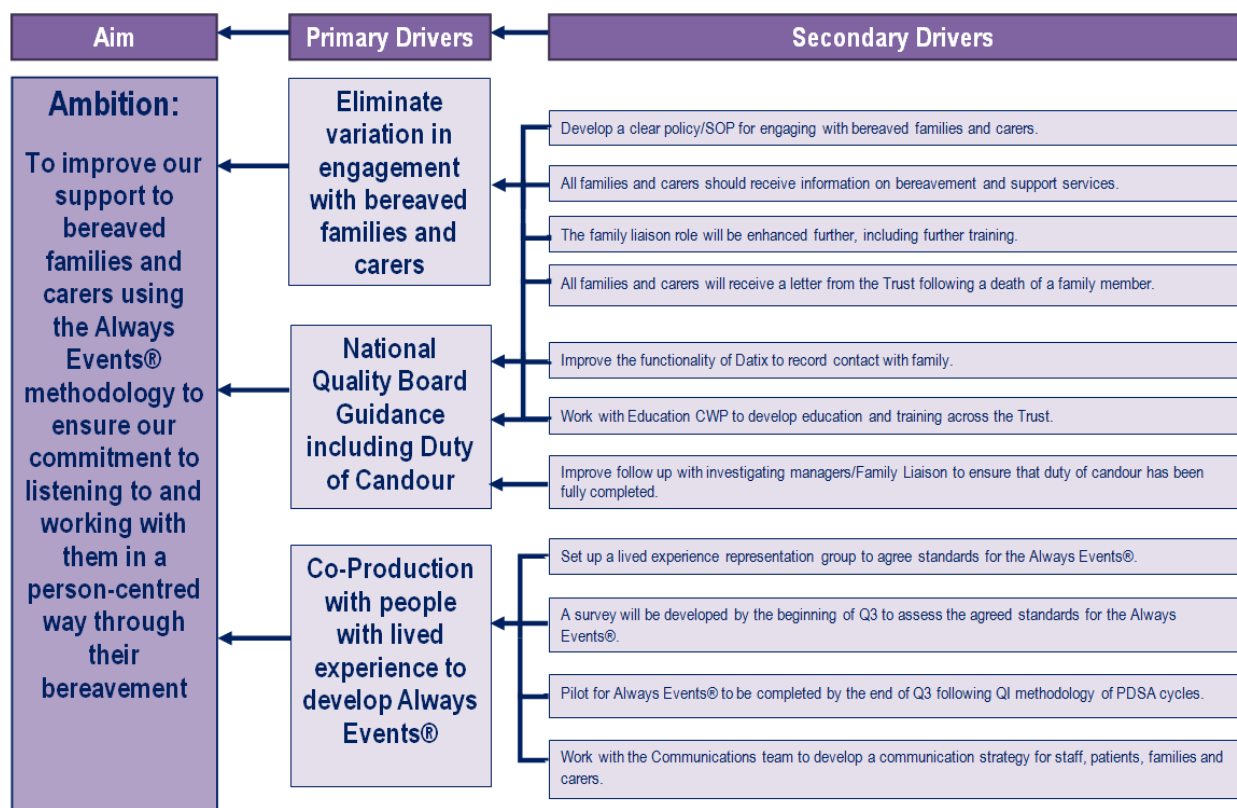 Aim
Primary Drivers
Secondary Drivers
Ambition:
To improve our
support to
bereaved
families and
carers using
the Always
Events®
methodology to
ensure our
commitment to
listening to and
working with
them in a
person-centred
way through
their
bereavement
Eliminate
variation in
engagement
with bereaved
families and
carers
National
Quality Board
Guidance
including Duty
of Candour
Co-Production
with people
with lived
experience to
develop Always
Events®
Develop a clear policy/SOP for engaging with bereaved families and carers.
All families and carers should receive information on bereavement and support services.
The family liaison role will be enhanced further, including further training.
All families and carers will receive a letter from the Trust following a death of a family member.
Improve the functionality of Datix to record contact with family.
Work with Education CWP to develop education and training across the Trust.
Improve follow up with investigating managers/Family Liaison to ensure that duty of candour has been
fully completed.
Set up a lived experience representation group to agree standards for the Always Events®.
A survey will be developed by the beginning of Q3 to assess the agreed standards for the Always
Events®.
Pilot for Always Events® to be completed by the end of Q3 following QI methodology of PDSA cycles.
Work with the Communications team to develop a communication strategy for staff, patients, families and
carers.